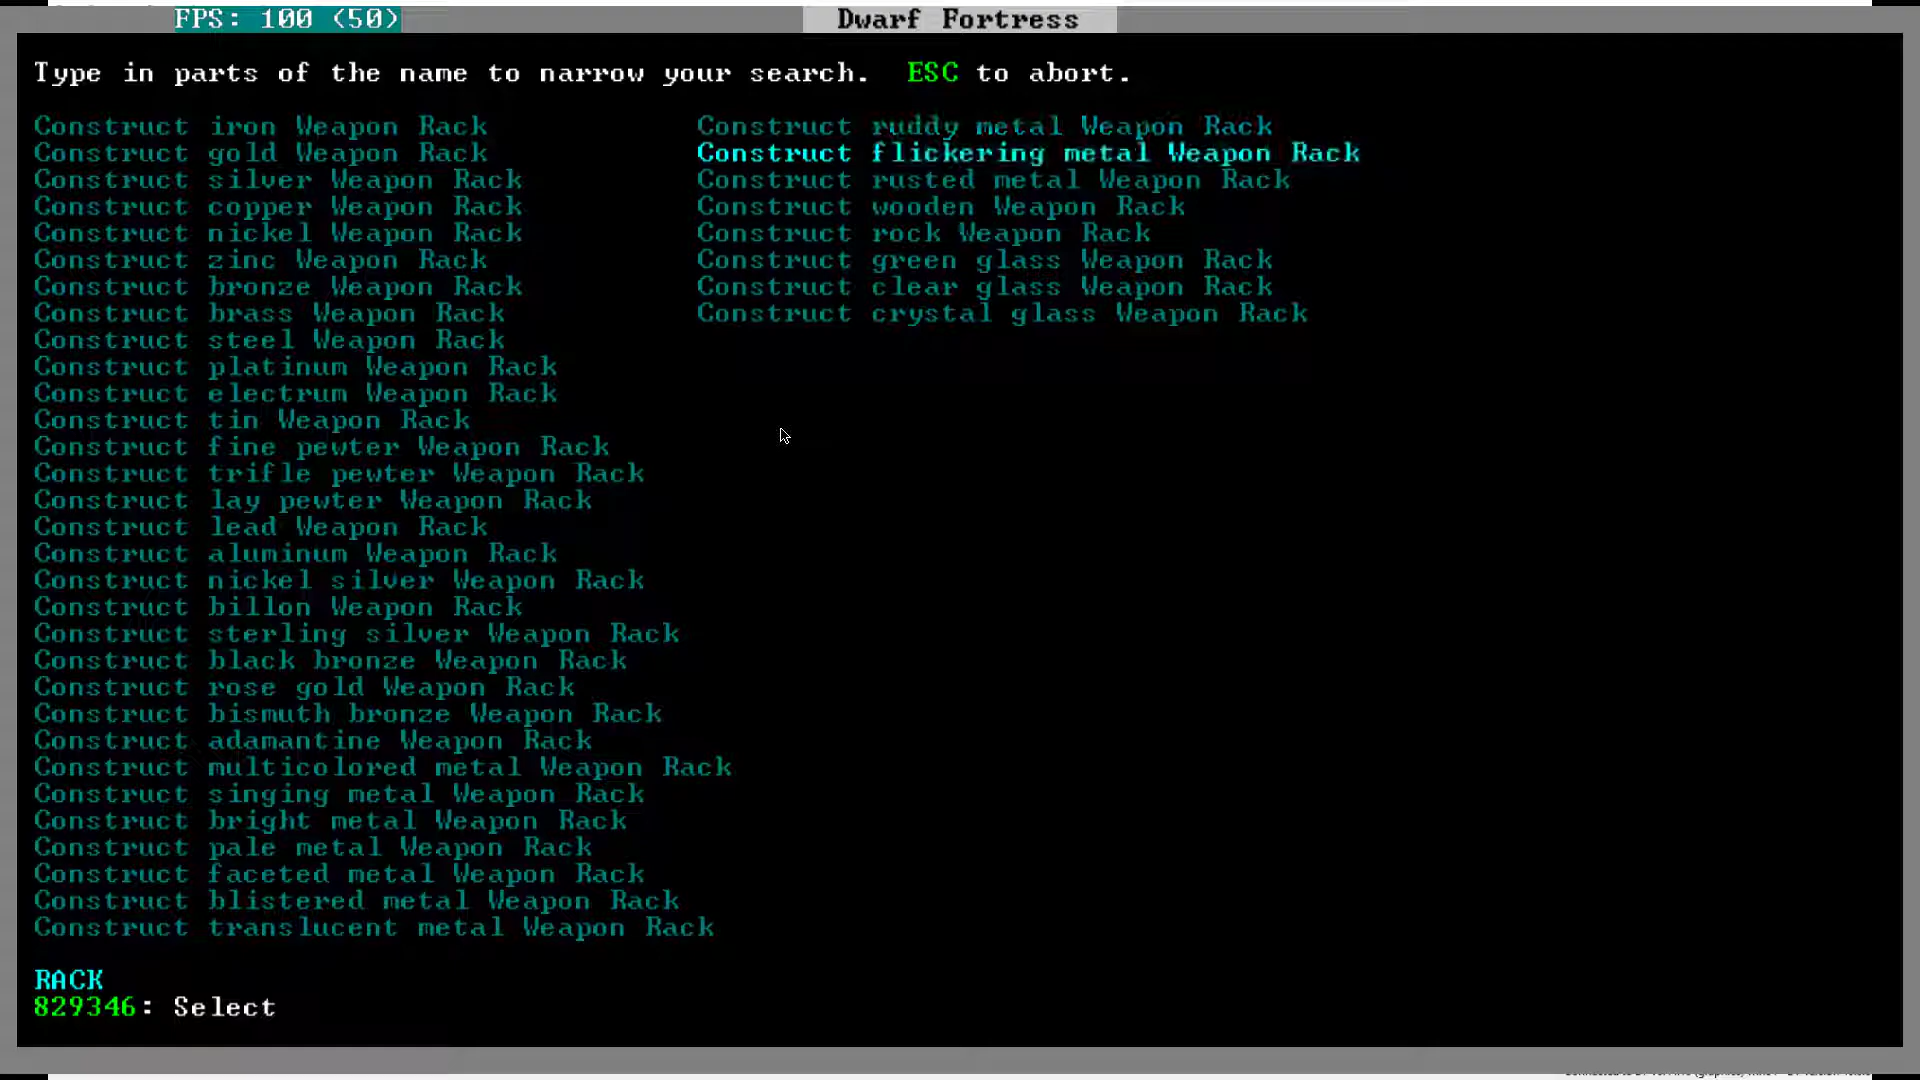 FPS: 100 (50)
Dwarf Fortress
Type in parts of the name to narrow your search.  ESC to abort.
Construct iron Weapon Rack
Construct gold Weapon Rack
Construct silver Weapon Rack
Construct copper Weapon Rack
Construct nickel Weapon Rack
Construct zinc Weapon Rack
Construct bronze Weapon Rack
Construct brass Weapon Rack
Construct steel Weapon Rack
Construct platinum Weapon Rack
Construct electrum Weapon Rack
Construct tin Weapon Rack
Construct fine pewter Weapon Rack
Construct trifle pewter Weapon Rack
Construct lay pewter Weapon Rack
Construct lead Weapon Rack
Construct aluminum Weapon Rack
Construct nickel silver Weapon Rack
Construct billon Weapon Rack
Construct sterling silver Weapon Rack
Construct black bronze Weapon Rack
Construct rose gold Weapon Rack
Construct bismuth bronze Weapon Rack
Construct adamantine Weapon Rack
Construct multicolored metal Weapon Rack
Construct singing metal Weapon Rack
Construct bright metal Weapon Rack
Construct pale metal Weapon Rack
Construct faceted metal Weapon Rack
Construct blistered metal Weapon Rack
Construct translucent metal Weapon Rack
Construct ruddy metal Weapon Rack
Construct flickering metal Weapon Rack
Construct rusted metal Weapon Rack
Construct wooden Weapon Rack
Construct rock Weapon Rack
Construct green glass Weapon Rack
Construct clear glass Weapon Rack
Construct crystal glass Weapon Rack
RACK
829346: Select